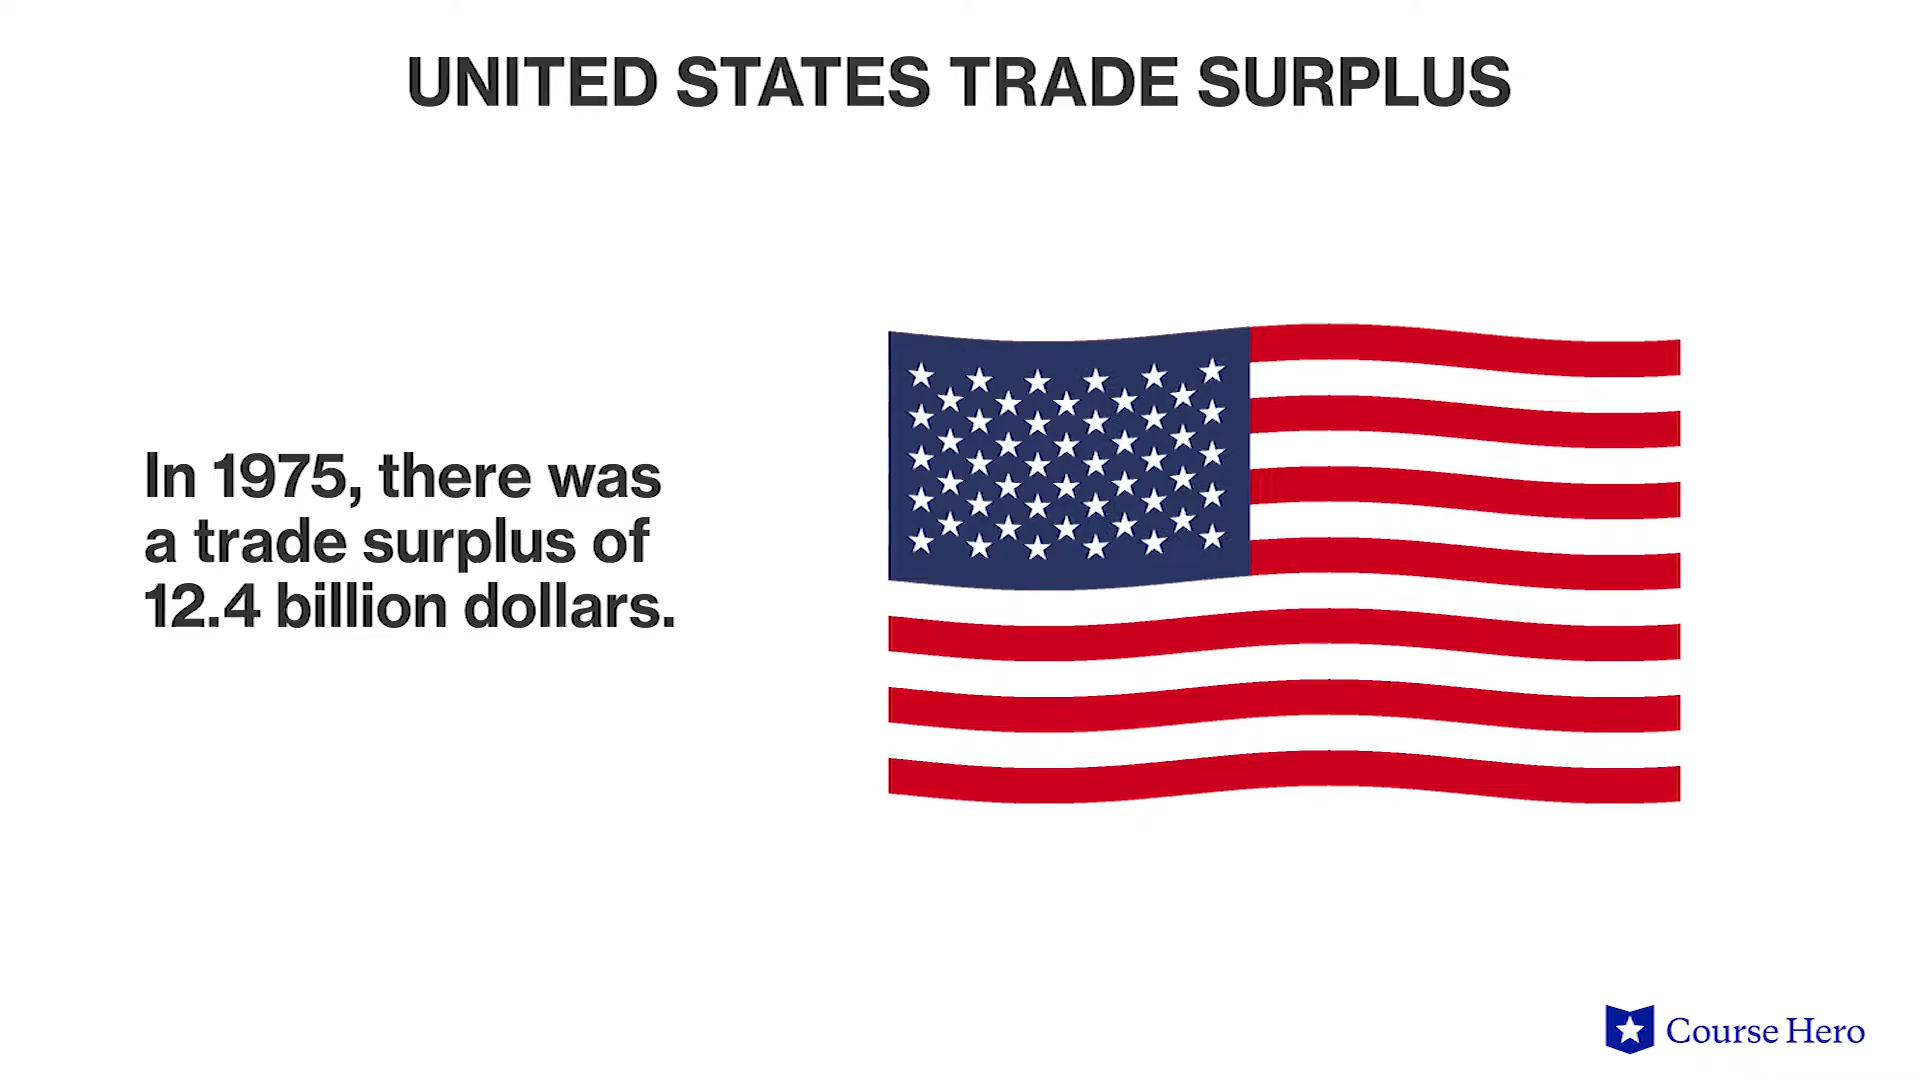 UNITED STATES TRADE SURPLUS
In 1975, there was
a trade surplus of
12.4 billion dollars.
Course Hero